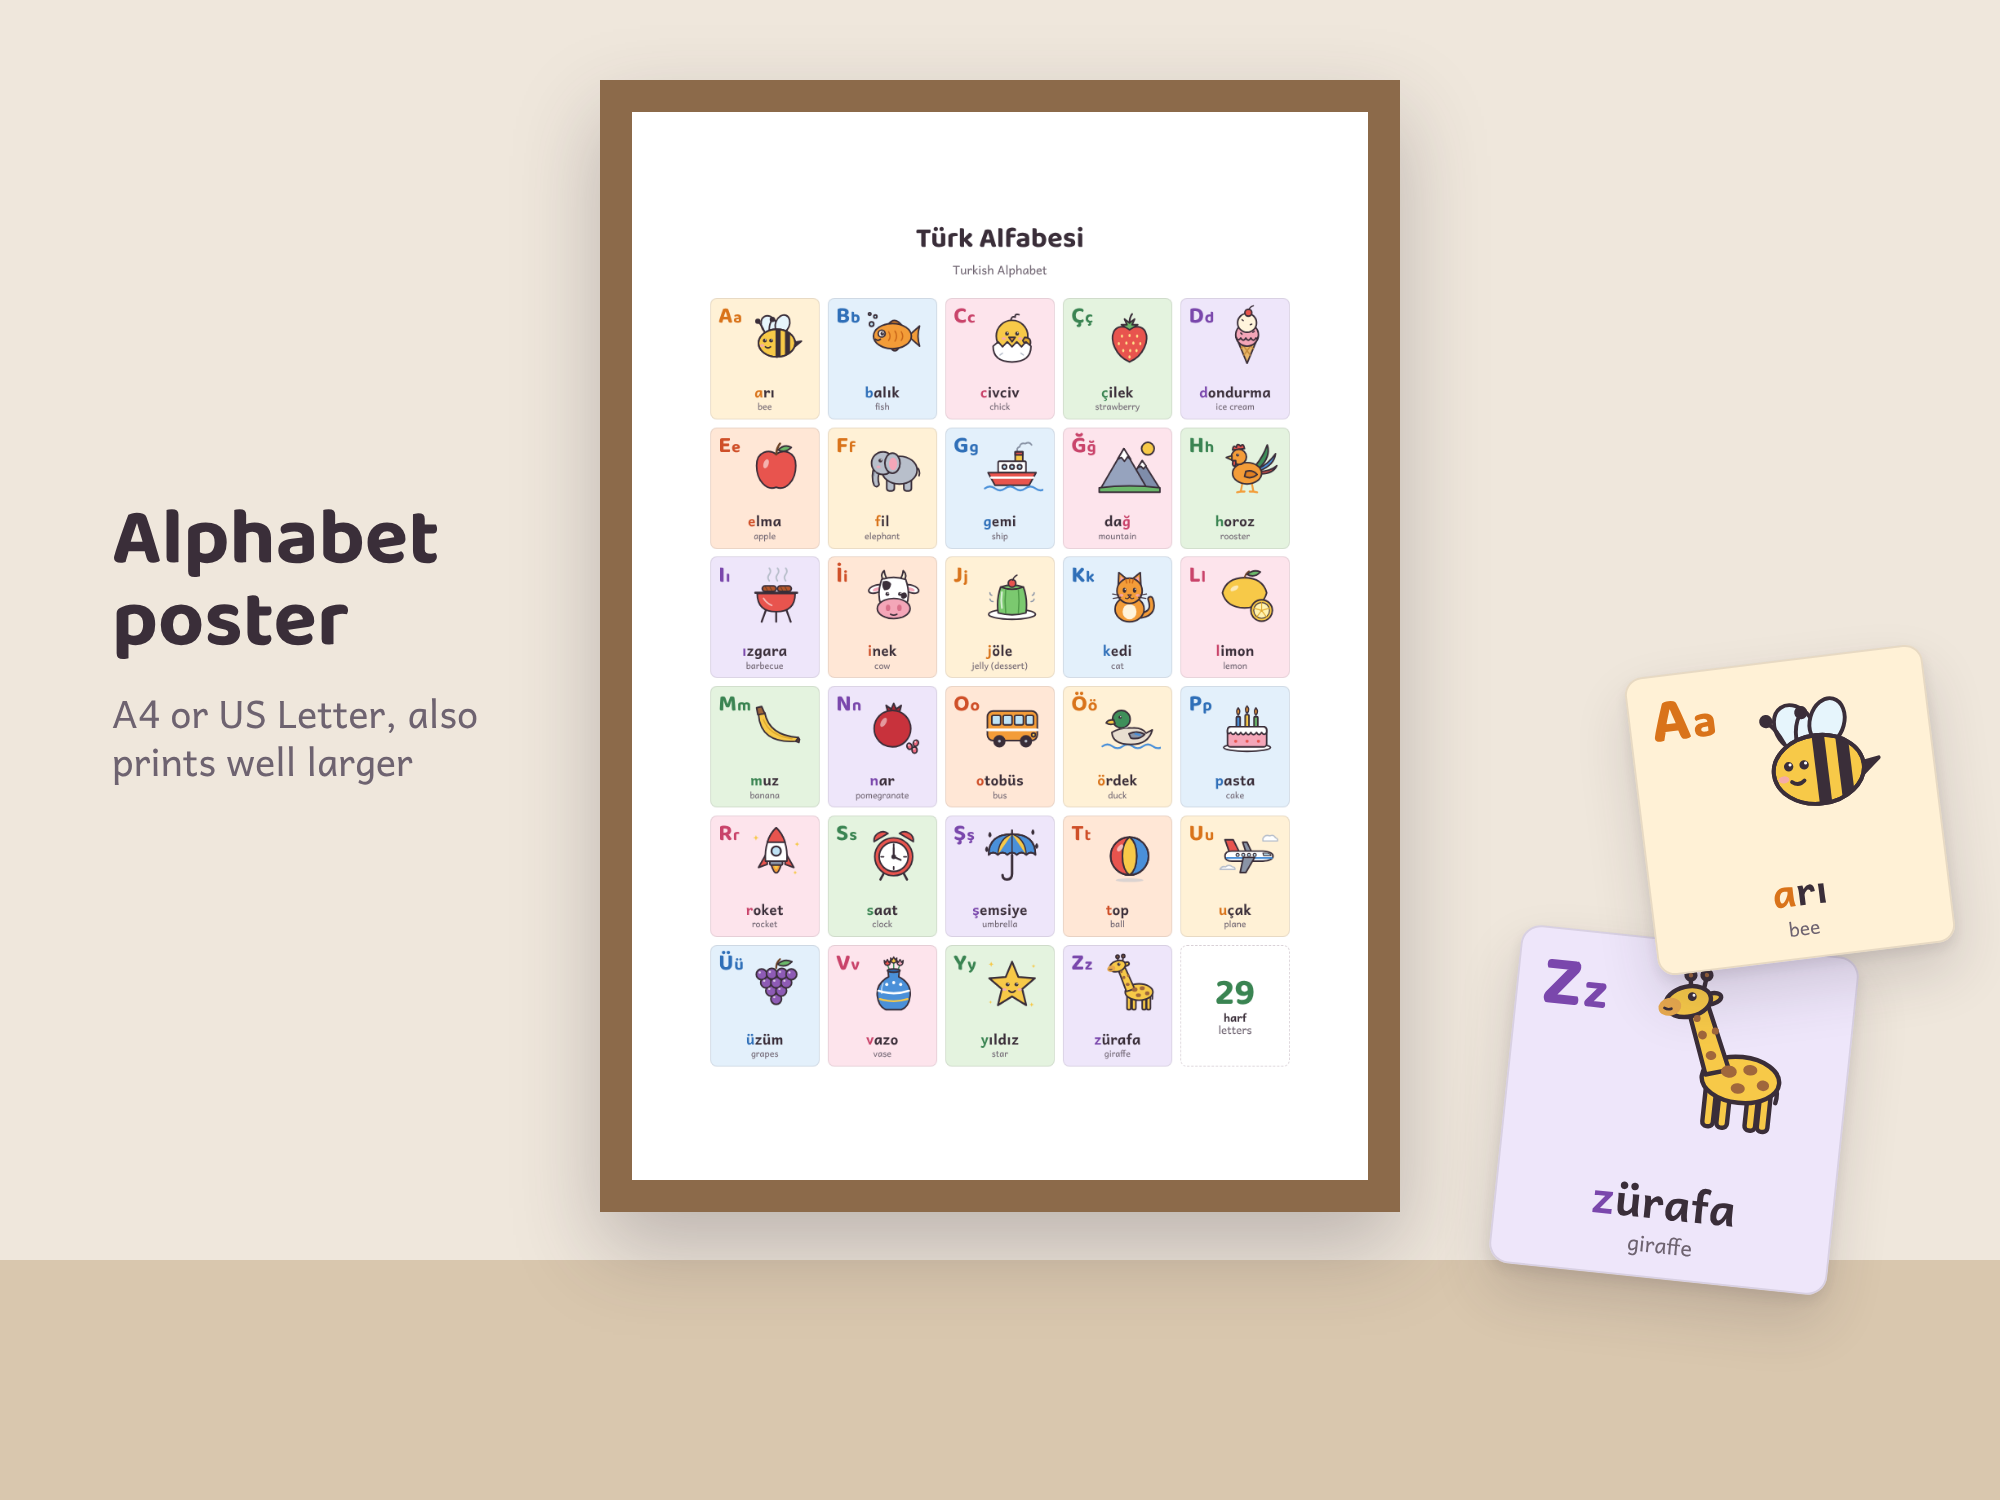 Alphabet
poster
A4 or US Letter, also
prints well larger
Türk Alfabesi
Turkish Alphabet
Aa
arı
bee
Bb
balık
fish
Cc
civciv
chick
Çç
çilek
strawberry
Dd
dondurma
ice cream
Ee
elma
apple
Ff
fil
elephant
Gg
gemi
ship
Ğğ
dağ
mountain
Hh
horoz
rooster
Iı
ızgara
barbecue
İi
inek
cow
Jj
jöle
jelly (dessert)
Kk
kedi
cat
Ll
limon
lemon
Mm
muz
banana
Nn
nar
pomegranate
Oo
otobüs
bus
Öö
ördek
duck
Pp
pasta
cake
Rr
roket
rocket
Ss
saat
clock
Şş
şemsiye
umbrella
Tt
top
ball
Uu
uçak
plane
Üü
üzüm
grapes
Vv
vazo
vase
Yy
yıldız
star
Zz
zürafa
giraffe
29
harf
letters
Aa
arı
bee
Zz
zürafa
giraffe